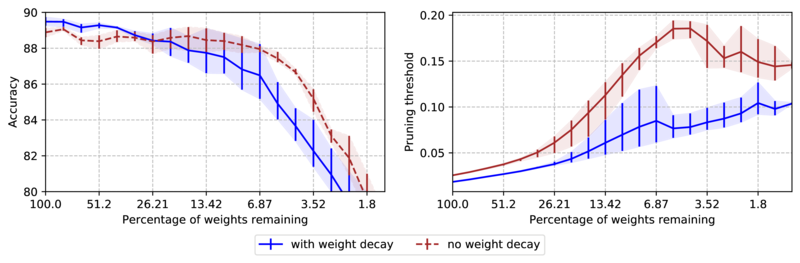 Accuracy
90
88
86
84
82
80
100.0 51.2 26.21 13.42 6.87 3.52 1.8
Percentage of weights remaining
Pruning threshold
0.20
0.15
0.10
0.05
100.0 51.2 26.21 13.42 6.87 3.52 1.8
Percentage of weights remaining
with weight decay no weight decay